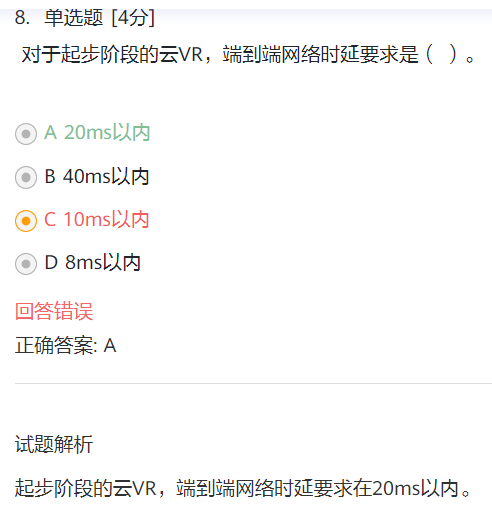 8. 单选题 [4分]
对于起步阶段的云VR，端到端网络时延要求是（ ）。
A 20ms以内
B 40ms以内
C 10ms以内
D 8ms以内
回答错误
正确答案: A
试题解析
起步阶段的云VR，端到端网络时延要求在20ms以内。